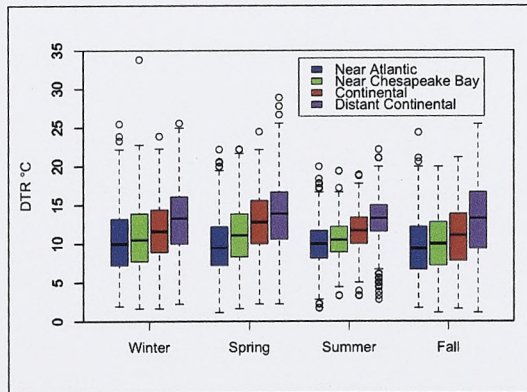 DTR °C
35
30
25
20
15
10
5
0
Near Atlantic
Near Chesapeake Bay
Continental
Distant Continental
Winter Spring Summer Fall